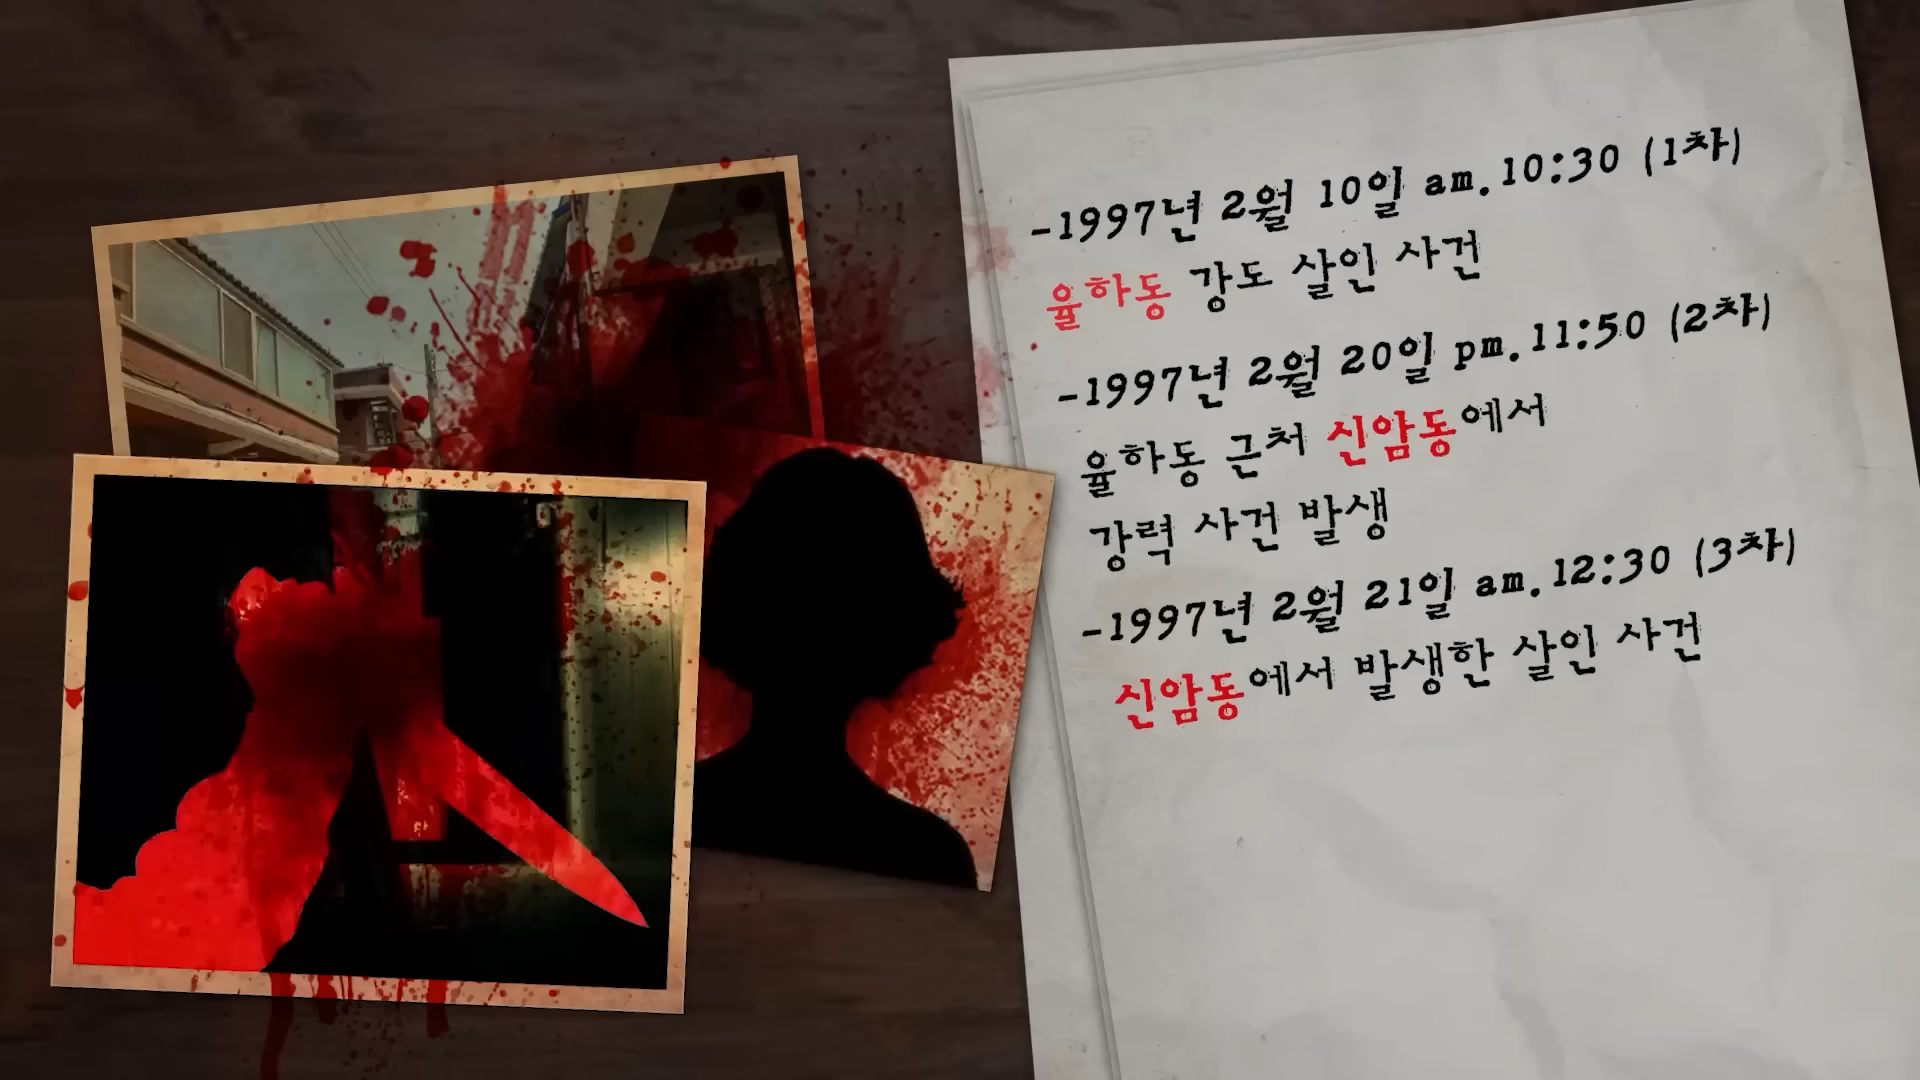 -1997년 2월 10일 am.10:30 (1차)
율하동 강도 살인 사건
-1997년 2월 20일 pm.11:50 (2차)
율하동 근처 신암동에서
강력 사건 발생
-1997년 2월 21일 am.12:30 (3차)
신암동에서 발생한 살인 사건